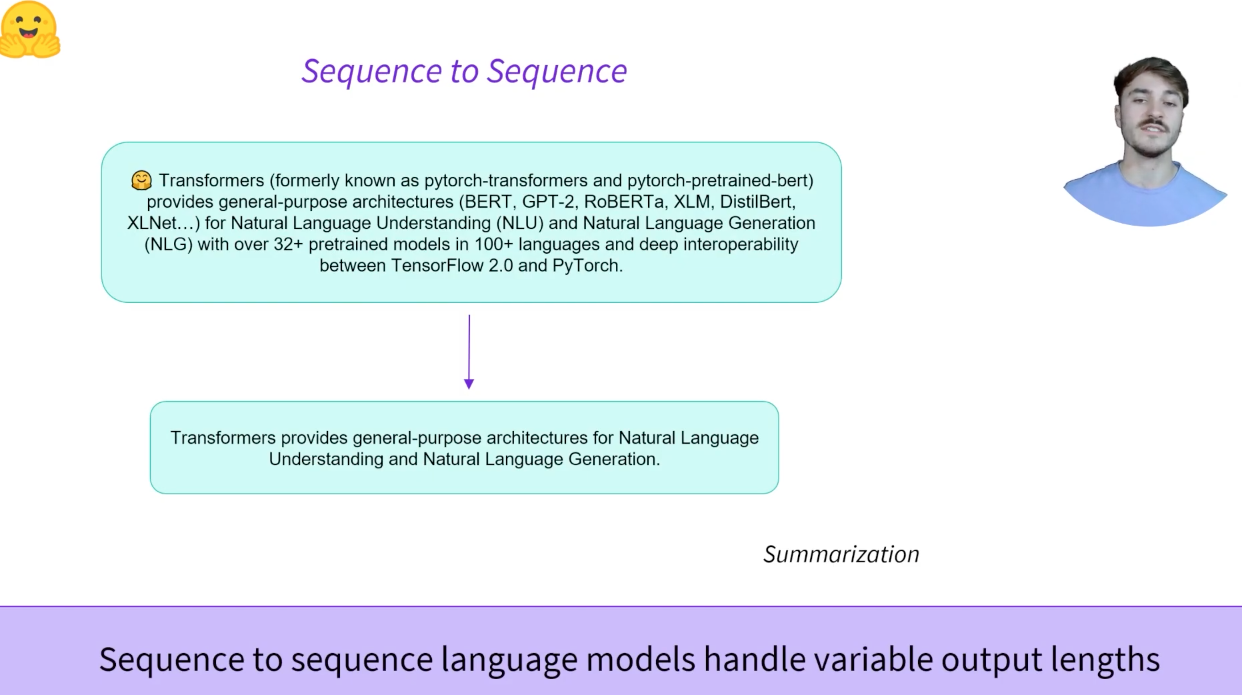 Sequence to Sequence
🤗 Transformers (formerly known as pytorch-transformers and pytorch-pretrained-bert)
provides general-purpose architectures (BERT, GPT-2, RoBERTa, XLM, DistilBert,
XLNet…) for Natural Language Understanding (NLU) and Natural Language Generation
(NLG) with over 32+ pretrained models in 100+ languages and deep interoperability
between TensorFlow 2.0 and PyTorch.
Transformers provides general-purpose architectures for Natural Language
Understanding and Natural Language Generation.
Summarization
Sequence to sequence language models handle variable output lengths